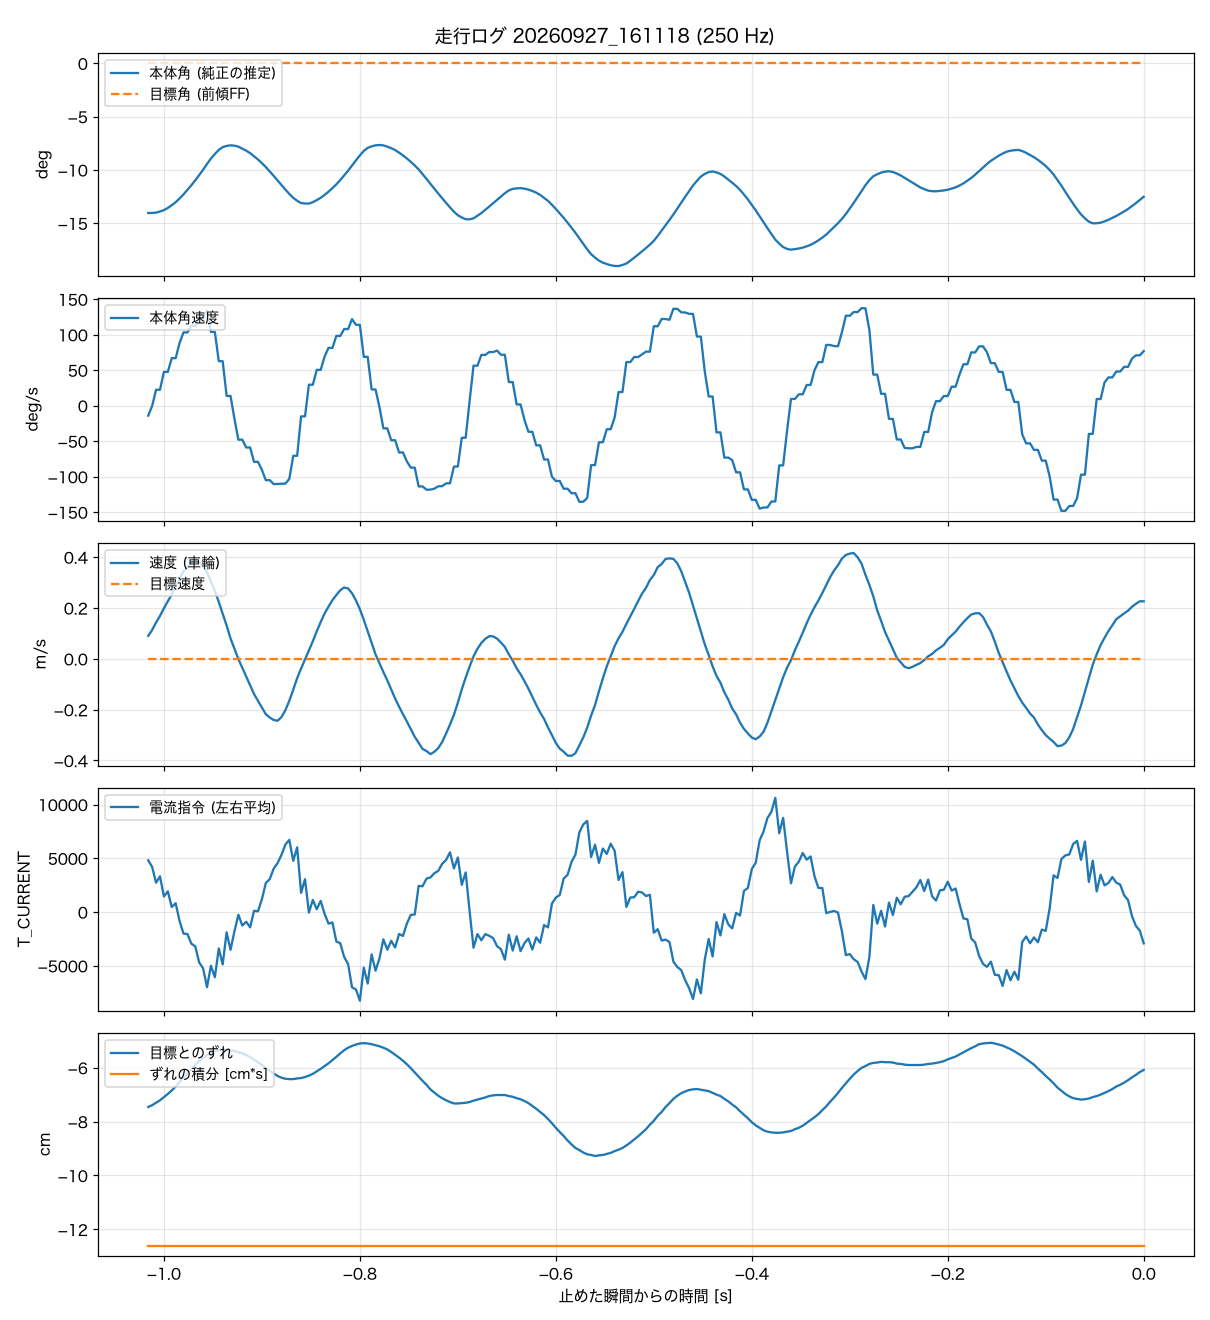 走行ログ 20260927_161118 (250 Hz)
本体角 (純正の推定)
目標角 (前傾FF)
deg
0
−5
−10
−15
本体角速度
deg/s
150
100
50
0
−50
−100
−150
速度 (車輪)
目標速度
m/s
0.4
0.2
0.0
−0.2
−0.4
電流指令 (左右平均)
T_CURRENT
10000
5000
0
−5000
目標とのずれ
ずれの積分 [cm*s]
cm
−6
−8
−10
−12
−1.0 −0.8 −0.6 −0.4 −0.2 0.0
止めた瞬間からの時間 [s]